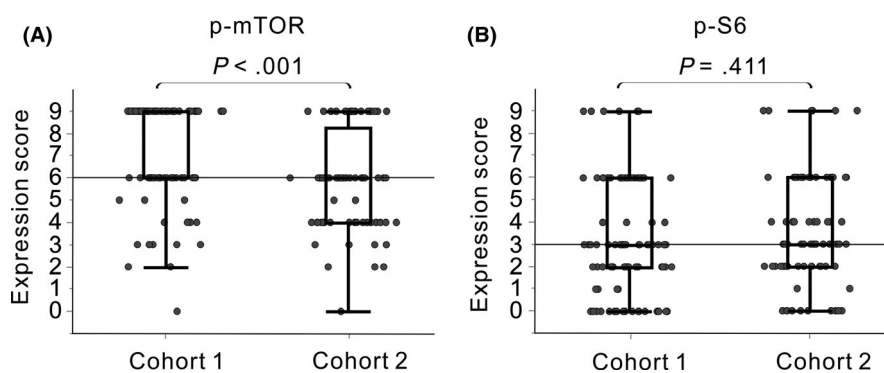 (A)
p-mTOR
P < .001
Expression score
9
8
7
6
5
4
3
2
1
0
Cohort 1
Cohort 2
(B)
p-S6
P = .411
Expression score
9
8
7
6
5
4
3
2
1
0
Cohort 1
Cohort 2